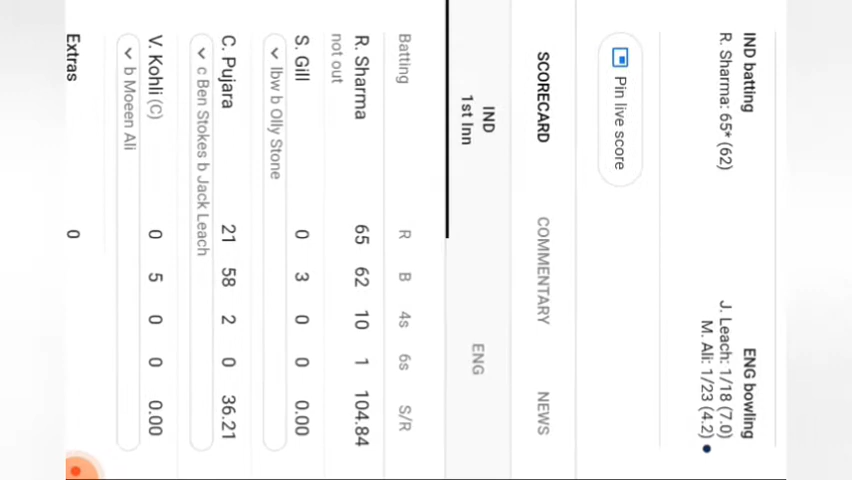 IND batting ENG bowling
R. Sharma: 65* (62) J. Leach: 1/18 (7.0)
M. Ali: 1/23 (4.2)
Pin live score
SCORECARD COMMENTARY NEWS
IND ENG
1st Inn
Batting R B 4s 6s S/R
R. Sharma 65 62 10 1 104.84
not out
S. Gill 0 3 0 0 0.00
lbw b Olly Stone
C. Pujara 21 58 2 0 36.21
c Ben Stokes b Jack Leach
V. Kohli (C) 0 5 0 0 0.00
b Moeen Ali
Extras 0